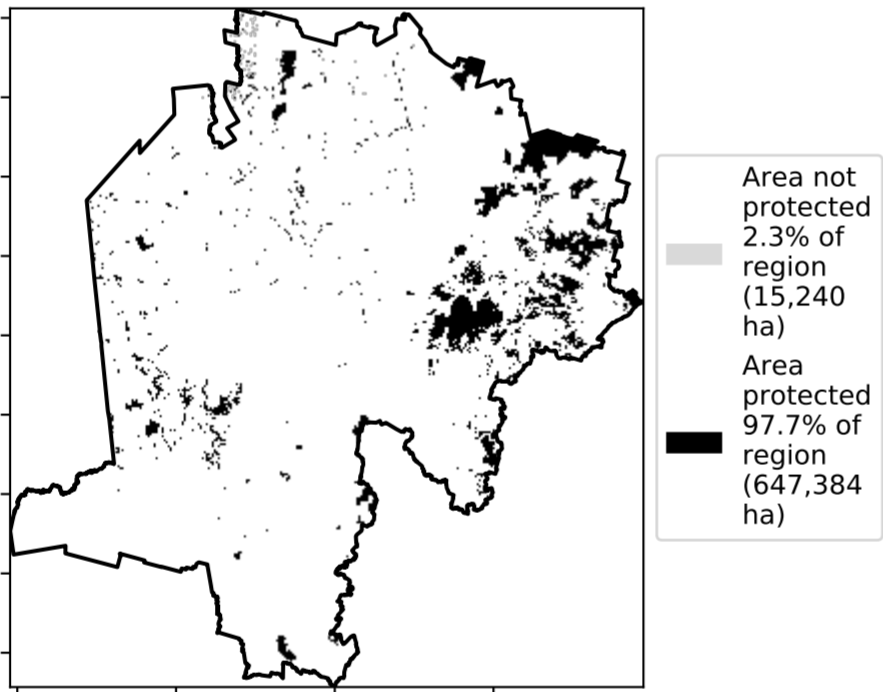 Area not
protected
2.3% of
region
(15,240
ha)
Area
protected
97.7% of
region
(647,384
ha)